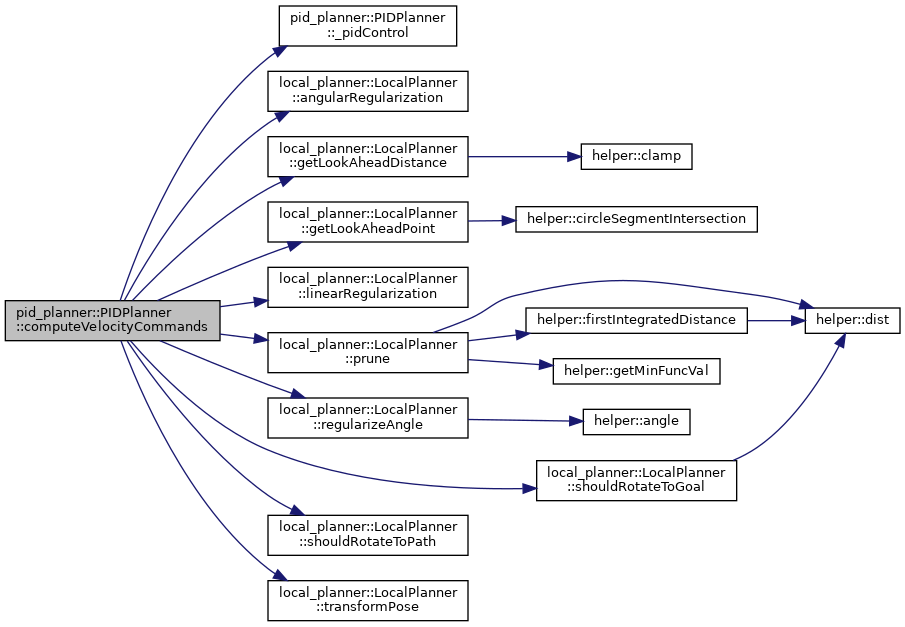 pid_planner::PIDPlanner
::_pidControl
local_planner::LocalPlanner
::angularRegularization
local_planner::LocalPlanner
::getLookAheadDistance
helper::clamp
local_planner::LocalPlanner
::getLookAheadPoint
helper::circleSegmentIntersection
local_planner::LocalPlanner
::linearRegularization
pid_planner::PIDPlanner
::computeVelocityCommands
local_planner::LocalPlanner
::prune
helper::firstIntegratedDistance
helper::dist
helper::getMinFuncVal
local_planner::LocalPlanner
::regularizeAngle
helper::angle
local_planner::LocalPlanner
::shouldRotateToGoal
local_planner::LocalPlanner
::shouldRotateToPath
local_planner::LocalPlanner
::transformPose